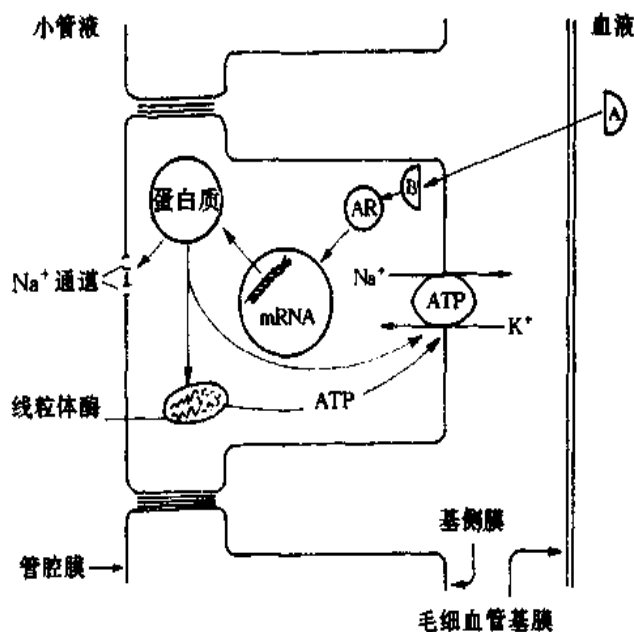 小管液
血液
A
蛋白质
B
AR
Na⁺通道
Na⁺
mRNA
ATP
K⁺
线粒体酶
ATP
基侧膜
管腔膜
毛细血管基膜